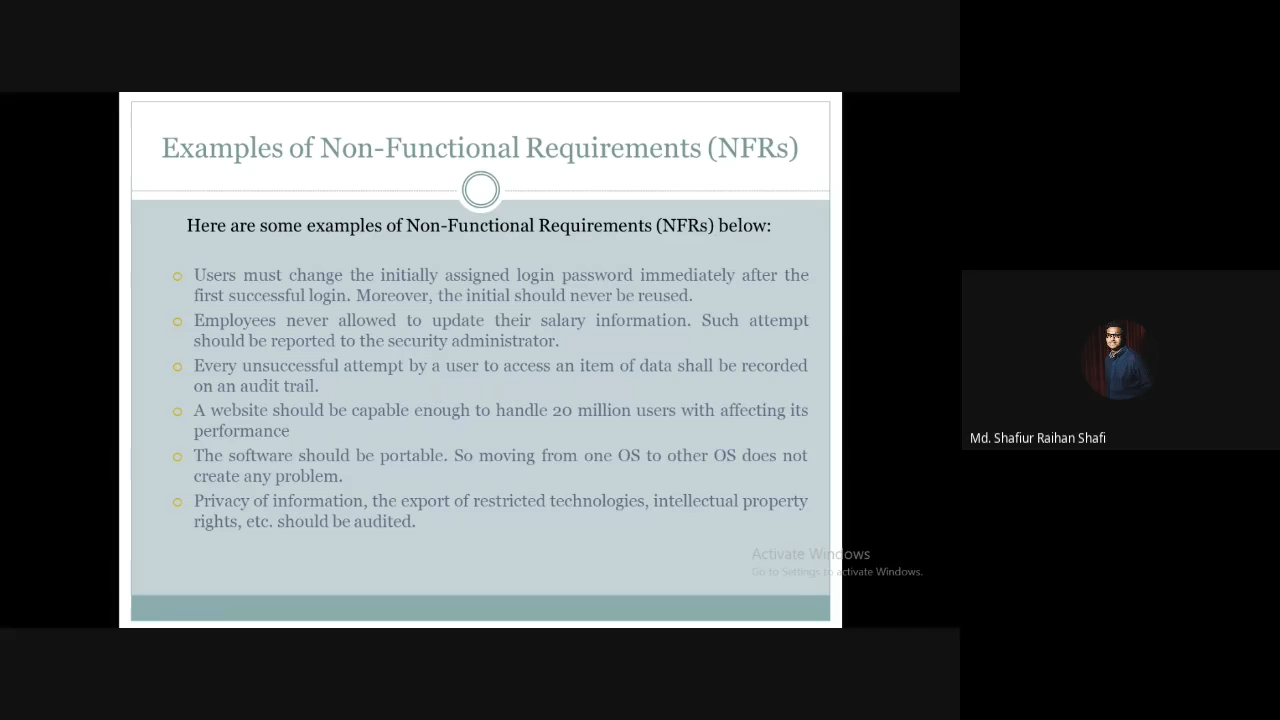 Examples of Non-Functional Requirements (NFRs)
Here are some examples of Non-Functional Requirements (NFRs) below:
Users must change the initially assigned login password immediately after the
first successful login. Moreover, the initial should never be reused.
Employees never allowed to update their salary information. Such attempt
should be reported to the security administrator.
Every unsuccessful attempt by a user to access an item of data shall be recorded
on an audit trail.
A website should be capable enough to handle 20 million users with affecting its
performance
The software should be portable. So moving from one OS to other OS does not
create any problem.
Privacy of information, the export of restricted technologies, intellectual property
rights, etc. should be audited.
Activate Windows
Go to Settings to activate Windows.
Md. Shafiur Raihan Shafi